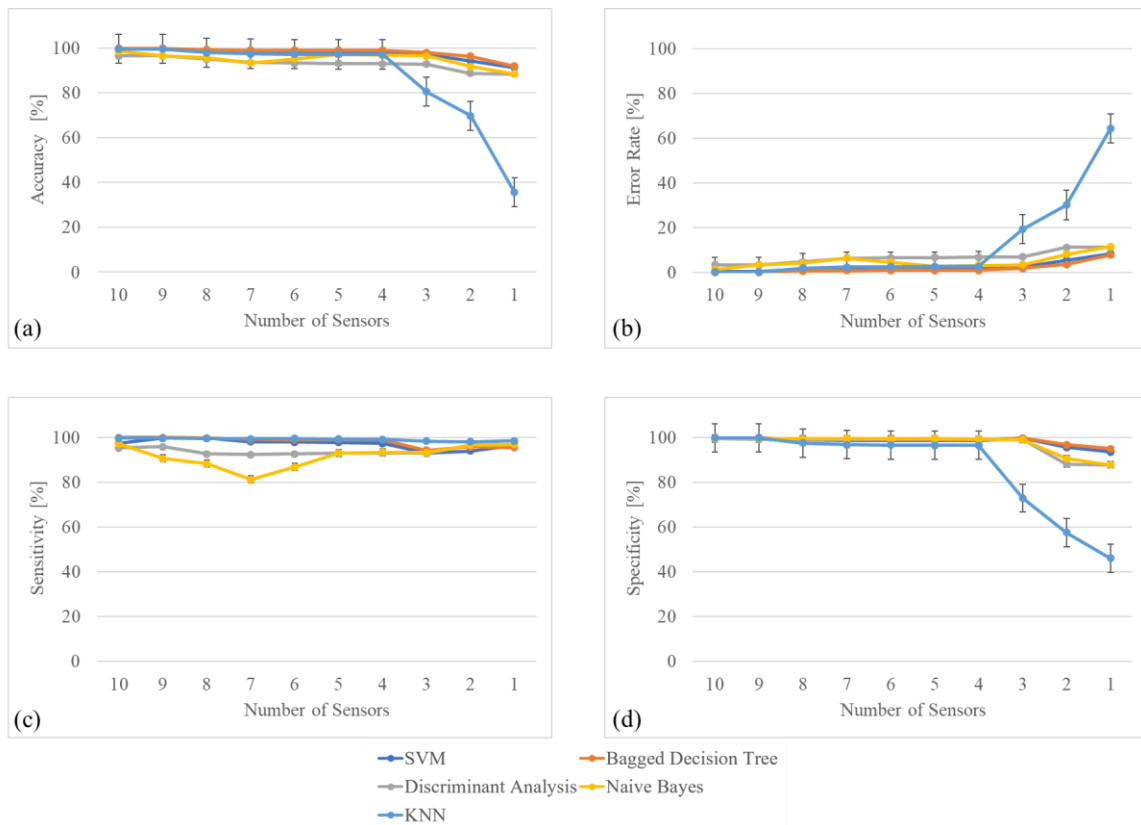 100
80
60
40
20
0
Accuracy [%]
10 9 8 7 6 5 4 3 2 1
Number of Sensors
(a)
100
80
60
40
20
0
Error Rate [%]
10 9 8 7 6 5 4 3 2 1
Number of Sensors
(b)
100
80
60
40
20
0
Sensitivity [%]
10 9 8 7 6 5 4 3 2 1
Number of Sensors
(c)
100
80
60
40
20
0
Specificity [%]
10 9 8 7 6 5 4 3 2 1
Number of Sensors
(d)
SVM Bagged Decision Tree
Discriminant Analysis Naive Bayes
KNN